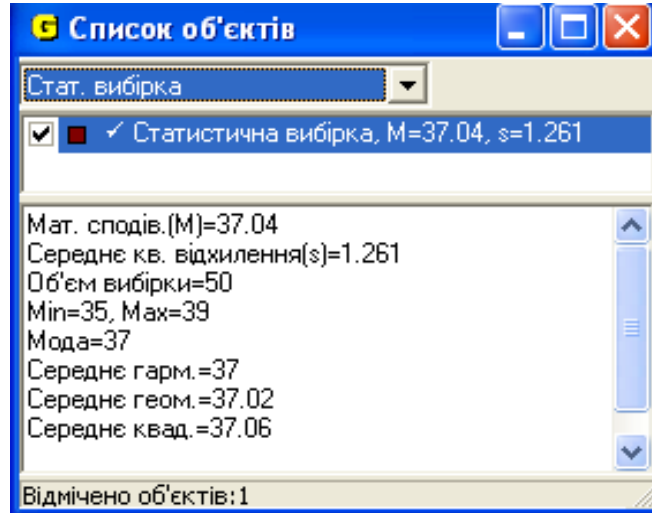 G Список об'єктів
Стат. вибірка
Статистична вибірка, М=37.04, s=1.261
Мат. сподів.(М)=37.04
Середнє кв. відхилення(s)=1.261
Об'єм вибірки=50
Min=35, Max=39
Мода=37
Середнє гарм.=37
Середнє геом.=37.02
Середнє квад.=37.06
Відмічено об'єктів:1